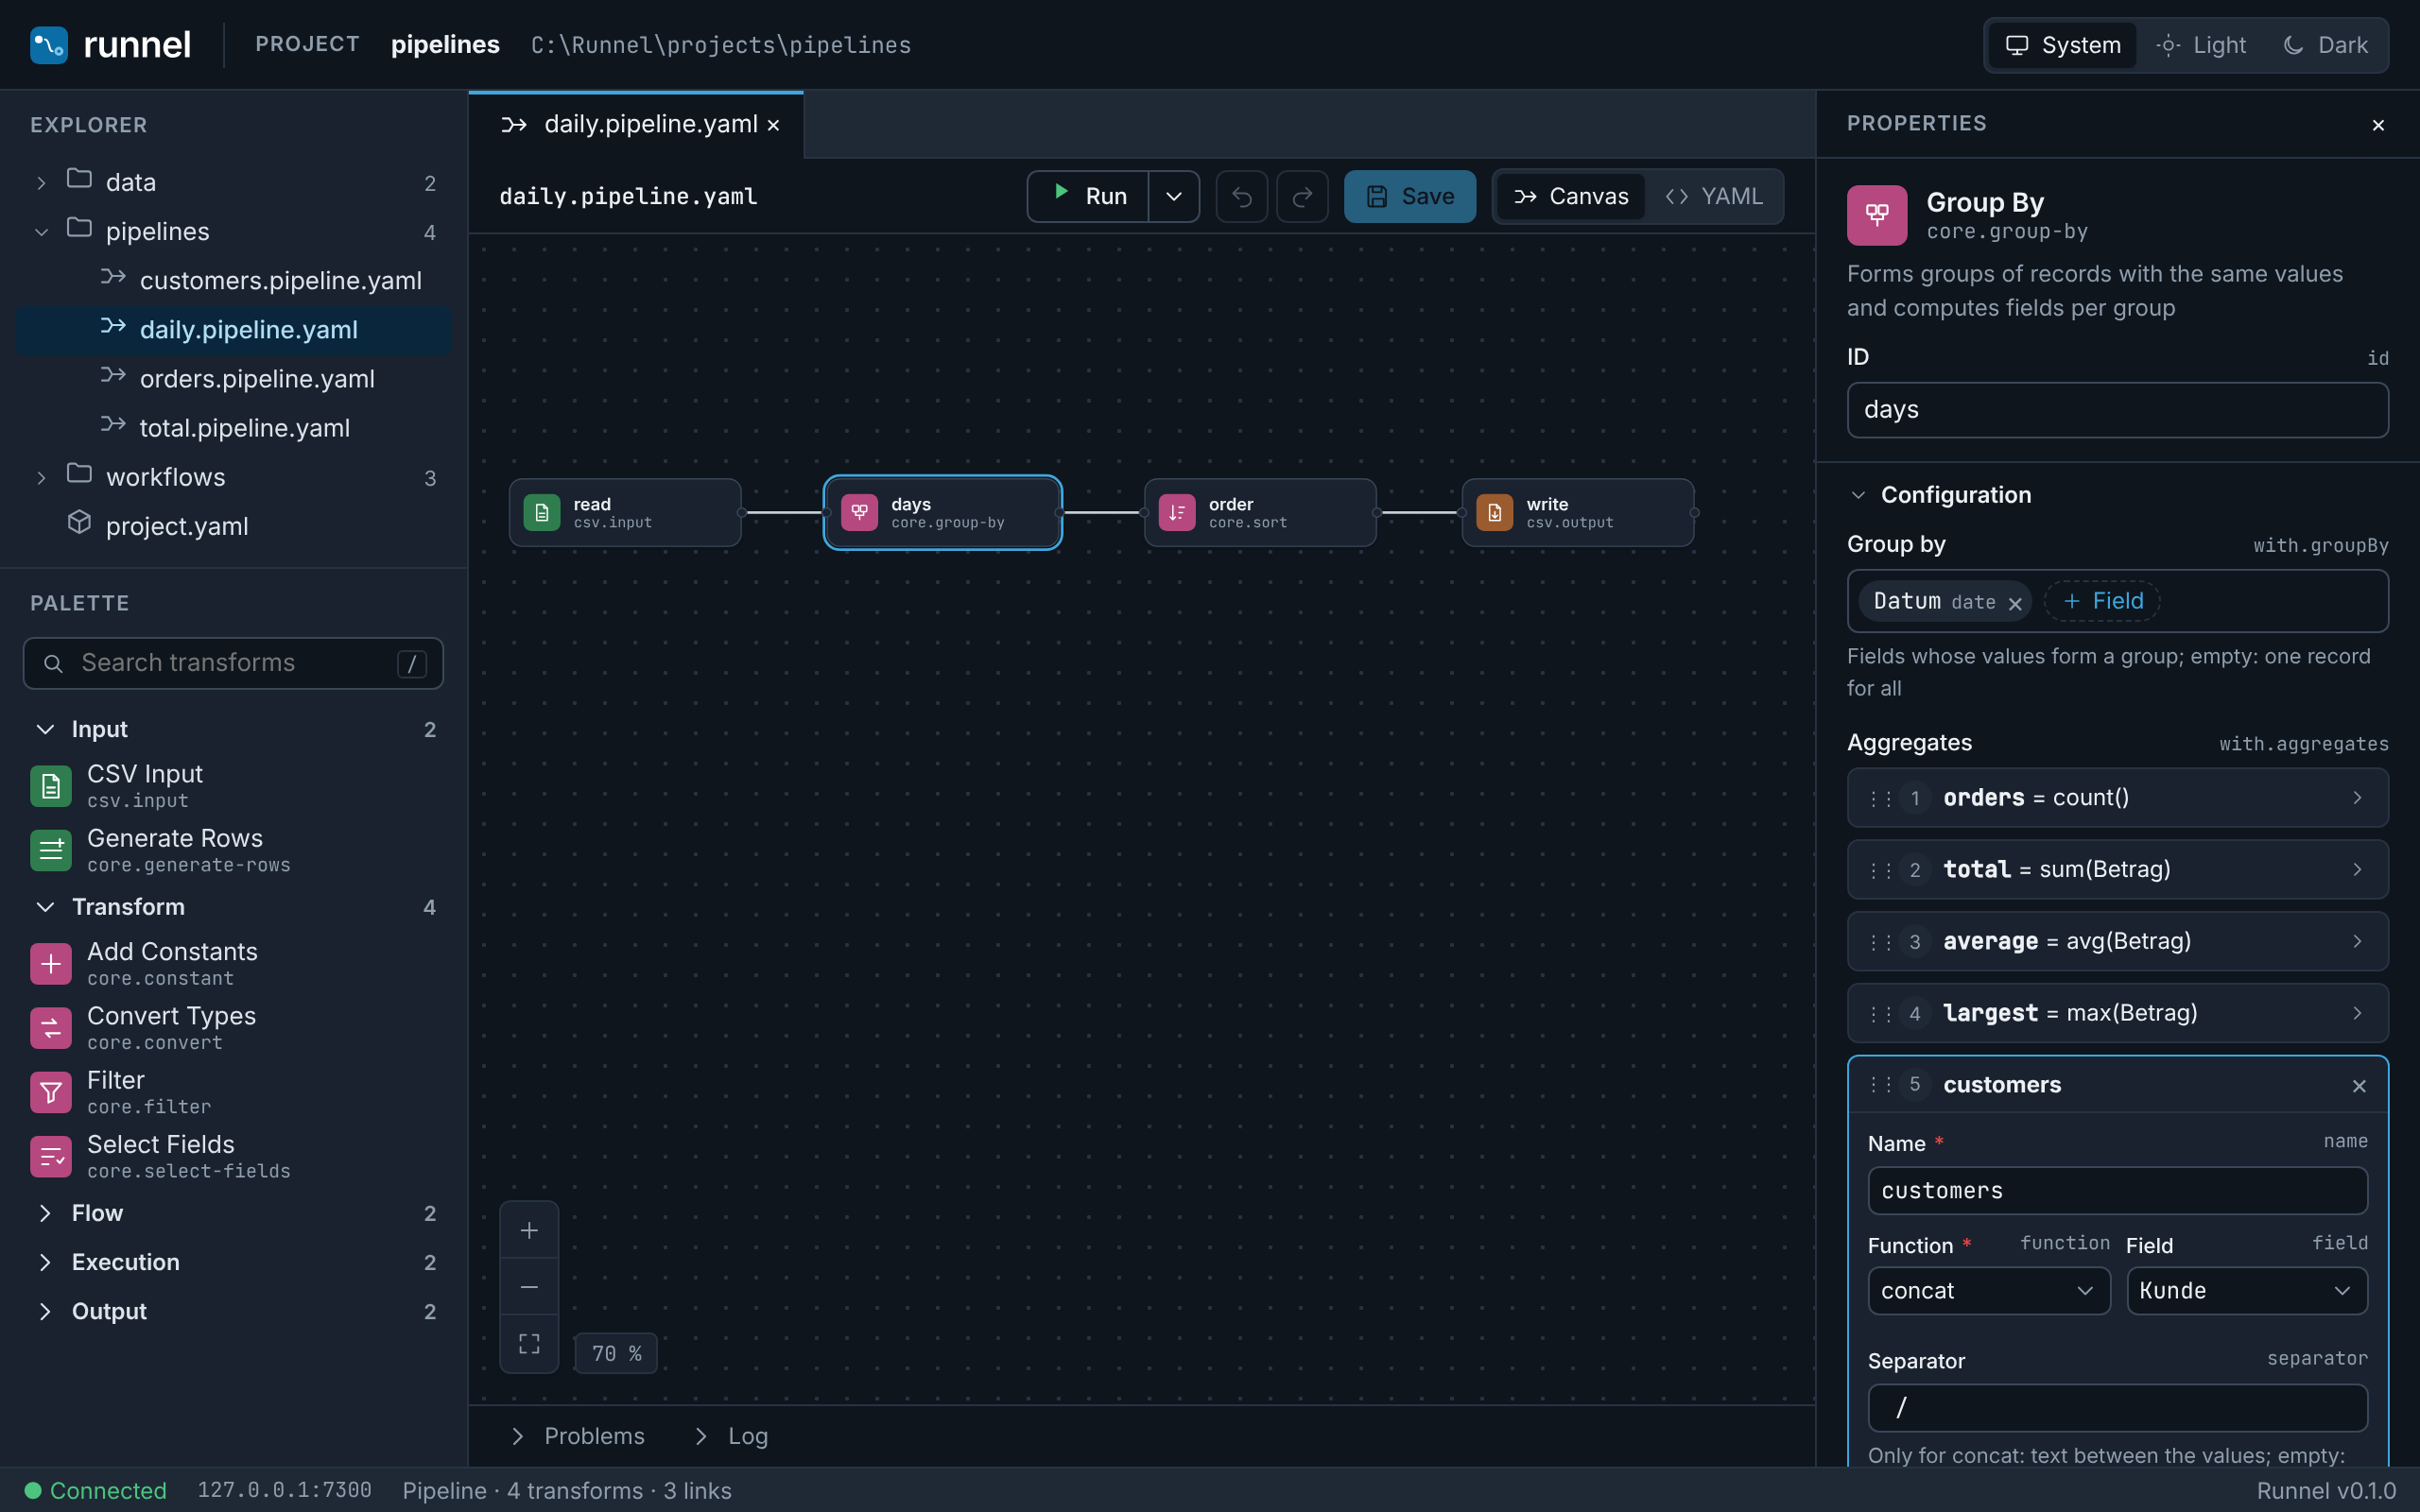 runnel
PROJECT pipelines C:\Runnel\projects\pipelines
System Light Dark
EXPLORER
data 2
pipelines 4
customers.pipeline.yaml
daily.pipeline.yaml
orders.pipeline.yaml
total.pipeline.yaml
workflows 3
project.yaml
PALETTE
Search transforms /
Input 2
CSV Input
csv.input
Generate Rows
core.generate-rows
Transform 4
Add Constants
core.constant
Convert Types
core.convert
Filter
core.filter
Select Fields
core.select-fields
Flow 2
Execution 2
Output 2
daily.pipeline.yaml ×
daily.pipeline.yaml
Run
Save
Canvas
YAML
read
csv.input
days
core.group-by
order
core.sort
write
csv.output
70 %
Problems Log
PROPERTIES
Group By
core.group-by
Forms groups of records with the same values
and computes fields per group
ID id
days
Configuration
Group by with.groupBy
Datum date × + Field
Fields whose values form a group; empty: one record
for all
Aggregates with.aggregates
1 orders = count()
2 total = sum(Betrag)
3 average = avg(Betrag)
4 largest = max(Betrag)
5 customers
Name * name
customers
Function * function Field field
concat Kunde
Separator separator
/
Only for concat: text between the values; empty:
Connected 127.0.0.1:7300 Pipeline · 4 transforms · 3 links
Runnel v0.1.0